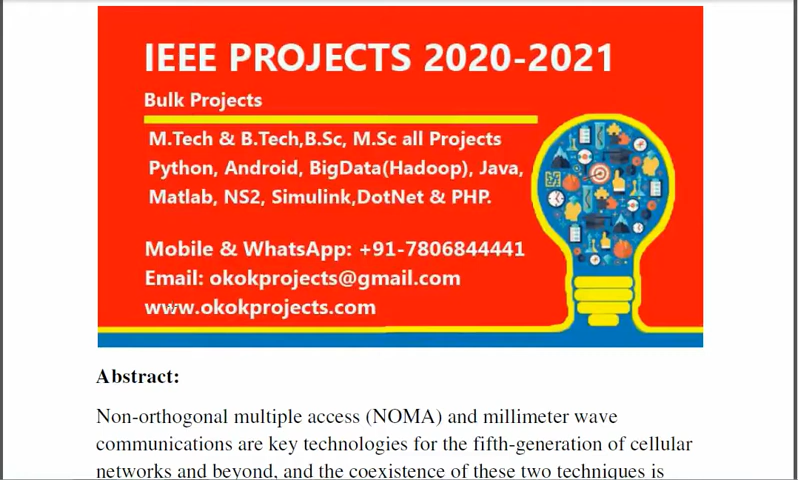 IEEE PROJECTS 2020-2021
Bulk Projects
M.Tech & B.Tech,B.Sc, M.Sc all Projects
Python, Android, BigData(Hadoop), Java,
Matlab, NS2, Simulink,DotNet & PHP.
Mobile & WhatsApp: +91-7806844441
Email: okokprojects@gmail.com
www.okokprojects.com
Abstract:
Non-orthogonal multiple access (NOMA) and millimeter wave
communications are key technologies for the fifth-generation of cellular
networks and beyond, and the coexistence of these two techniques is